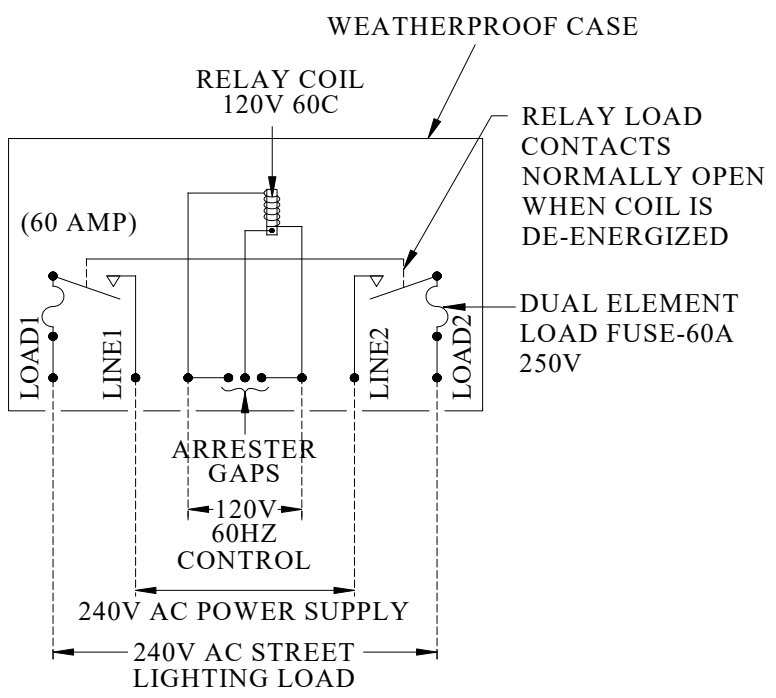 WEATHERPROOF CASE
RELAY COIL
120V 60C
RELAY LOAD
CONTACTS
NORMALLY OPEN
WHEN COIL IS
DE-ENERGIZED
(60 AMP)
DUAL ELEMENT
LOAD FUSE-60A
250V
LOAD1
LINE1
LINE2
LOAD2
ARRESTER
GAPS
120V
60HZ
CONTROL
240V AC POWER SUPPLY
240V AC STREET
LIGHTING LOAD